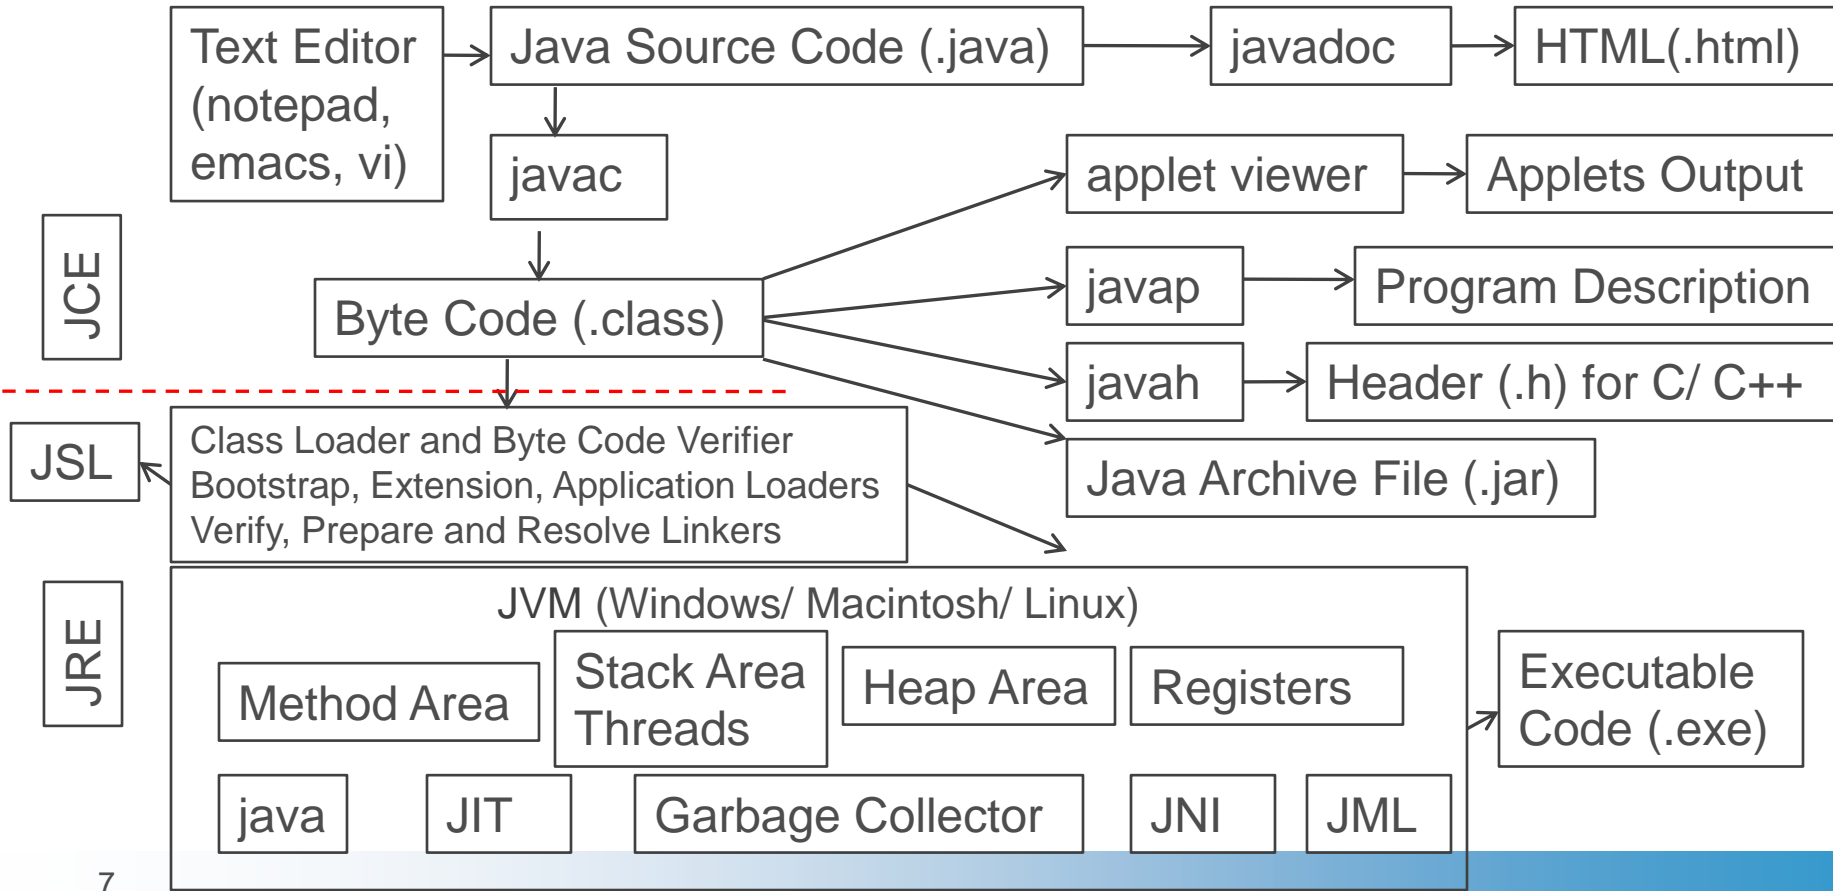 Text Editor
(notepad,
emacs, vi)
Java Source Code (.java)
javadoc
HTML(.html)
javac
applet viewer
Applets Output
JCE
Byte Code (.class)
javap
Program Description
javah
Header (.h) for C/ C++
Java Archive File (.jar)
JSL
Class Loader and Byte Code Verifier
Bootstrap, Extension, Application Loaders
Verify, Prepare and Resolve Linkers
JRE
JVM (Windows/ Macintosh/ Linux)
Method Area
Stack Area
Threads
Heap Area
Registers
Executable
Code (.exe)
java
JIT
Garbage Collector
JNI
JML
7